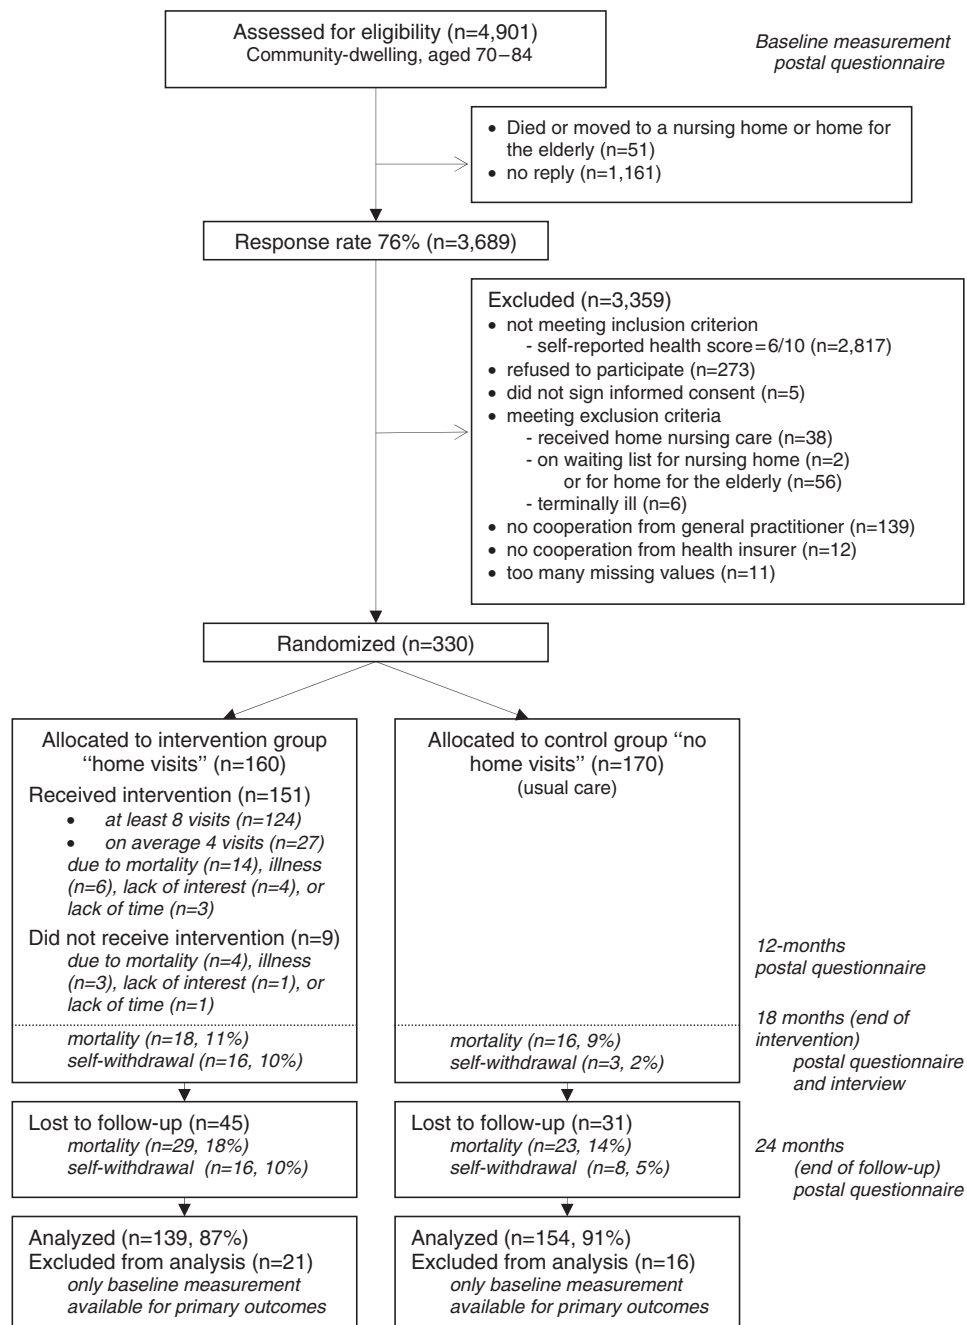 Assessed for eligibility (n=4,901)
Community-dwelling, aged 70–84
Baseline measurement
postal questionnaire
• Died or moved to a nursing home or home for
the elderly (n=51)
• no reply (n=1,161)
Response rate 76% (n=3,689)
Excluded (n=3,359)
• not meeting inclusion criterion
- self-reported health score=6/10 (n=2,817)
• refused to participate (n=273)
• did not sign informed consent (n=5)
• meeting exclusion criteria
- received home nursing care (n=38)
- on waiting list for nursing home (n=2)
or for home for the elderly (n=56)
- terminally ill (n=6)
• no cooperation from general practitioner (n=139)
• no cooperation from health insurer (n=12)
• too many missing values (n=11)
Randomized (n=330)
Allocated to intervention group
"home visits" (n=160)
Received intervention (n=151)
• at least 8 visits (n=124)
• on average 4 visits (n=27)
due to mortality (n=14), illness
(n=6), lack of interest (n=4), or
lack of time (n=3)
Did not receive intervention (n=9)
due to mortality (n=4), illness
(n=3), lack of interest (n=1), or
lack of time (n=1)
mortality (n=18, 11%)
self-withdrawal (n=16, 10%)
Allocated to control group "no
home visits" (n=170)
(usual care)
mortality (n=16, 9%)
self-withdrawal (n=3, 2%)
12-months
postal questionnaire
18 months (end of
intervention)
postal questionnaire
and interview
Lost to follow-up (n=45)
mortality (n=29, 18%)
self-withdrawal (n=16, 10%)
Lost to follow-up (n=31)
mortality (n=23, 14%)
self-withdrawal (n=8, 5%)
24 months
(end of follow-up)
postal questionnaire
Analyzed (n=139, 87%)
Excluded from analysis (n=21)
only baseline measurement
available for primary outcomes
Analyzed (n=154, 91%)
Excluded from analysis (n=16)
only baseline measurement
available for primary outcomes